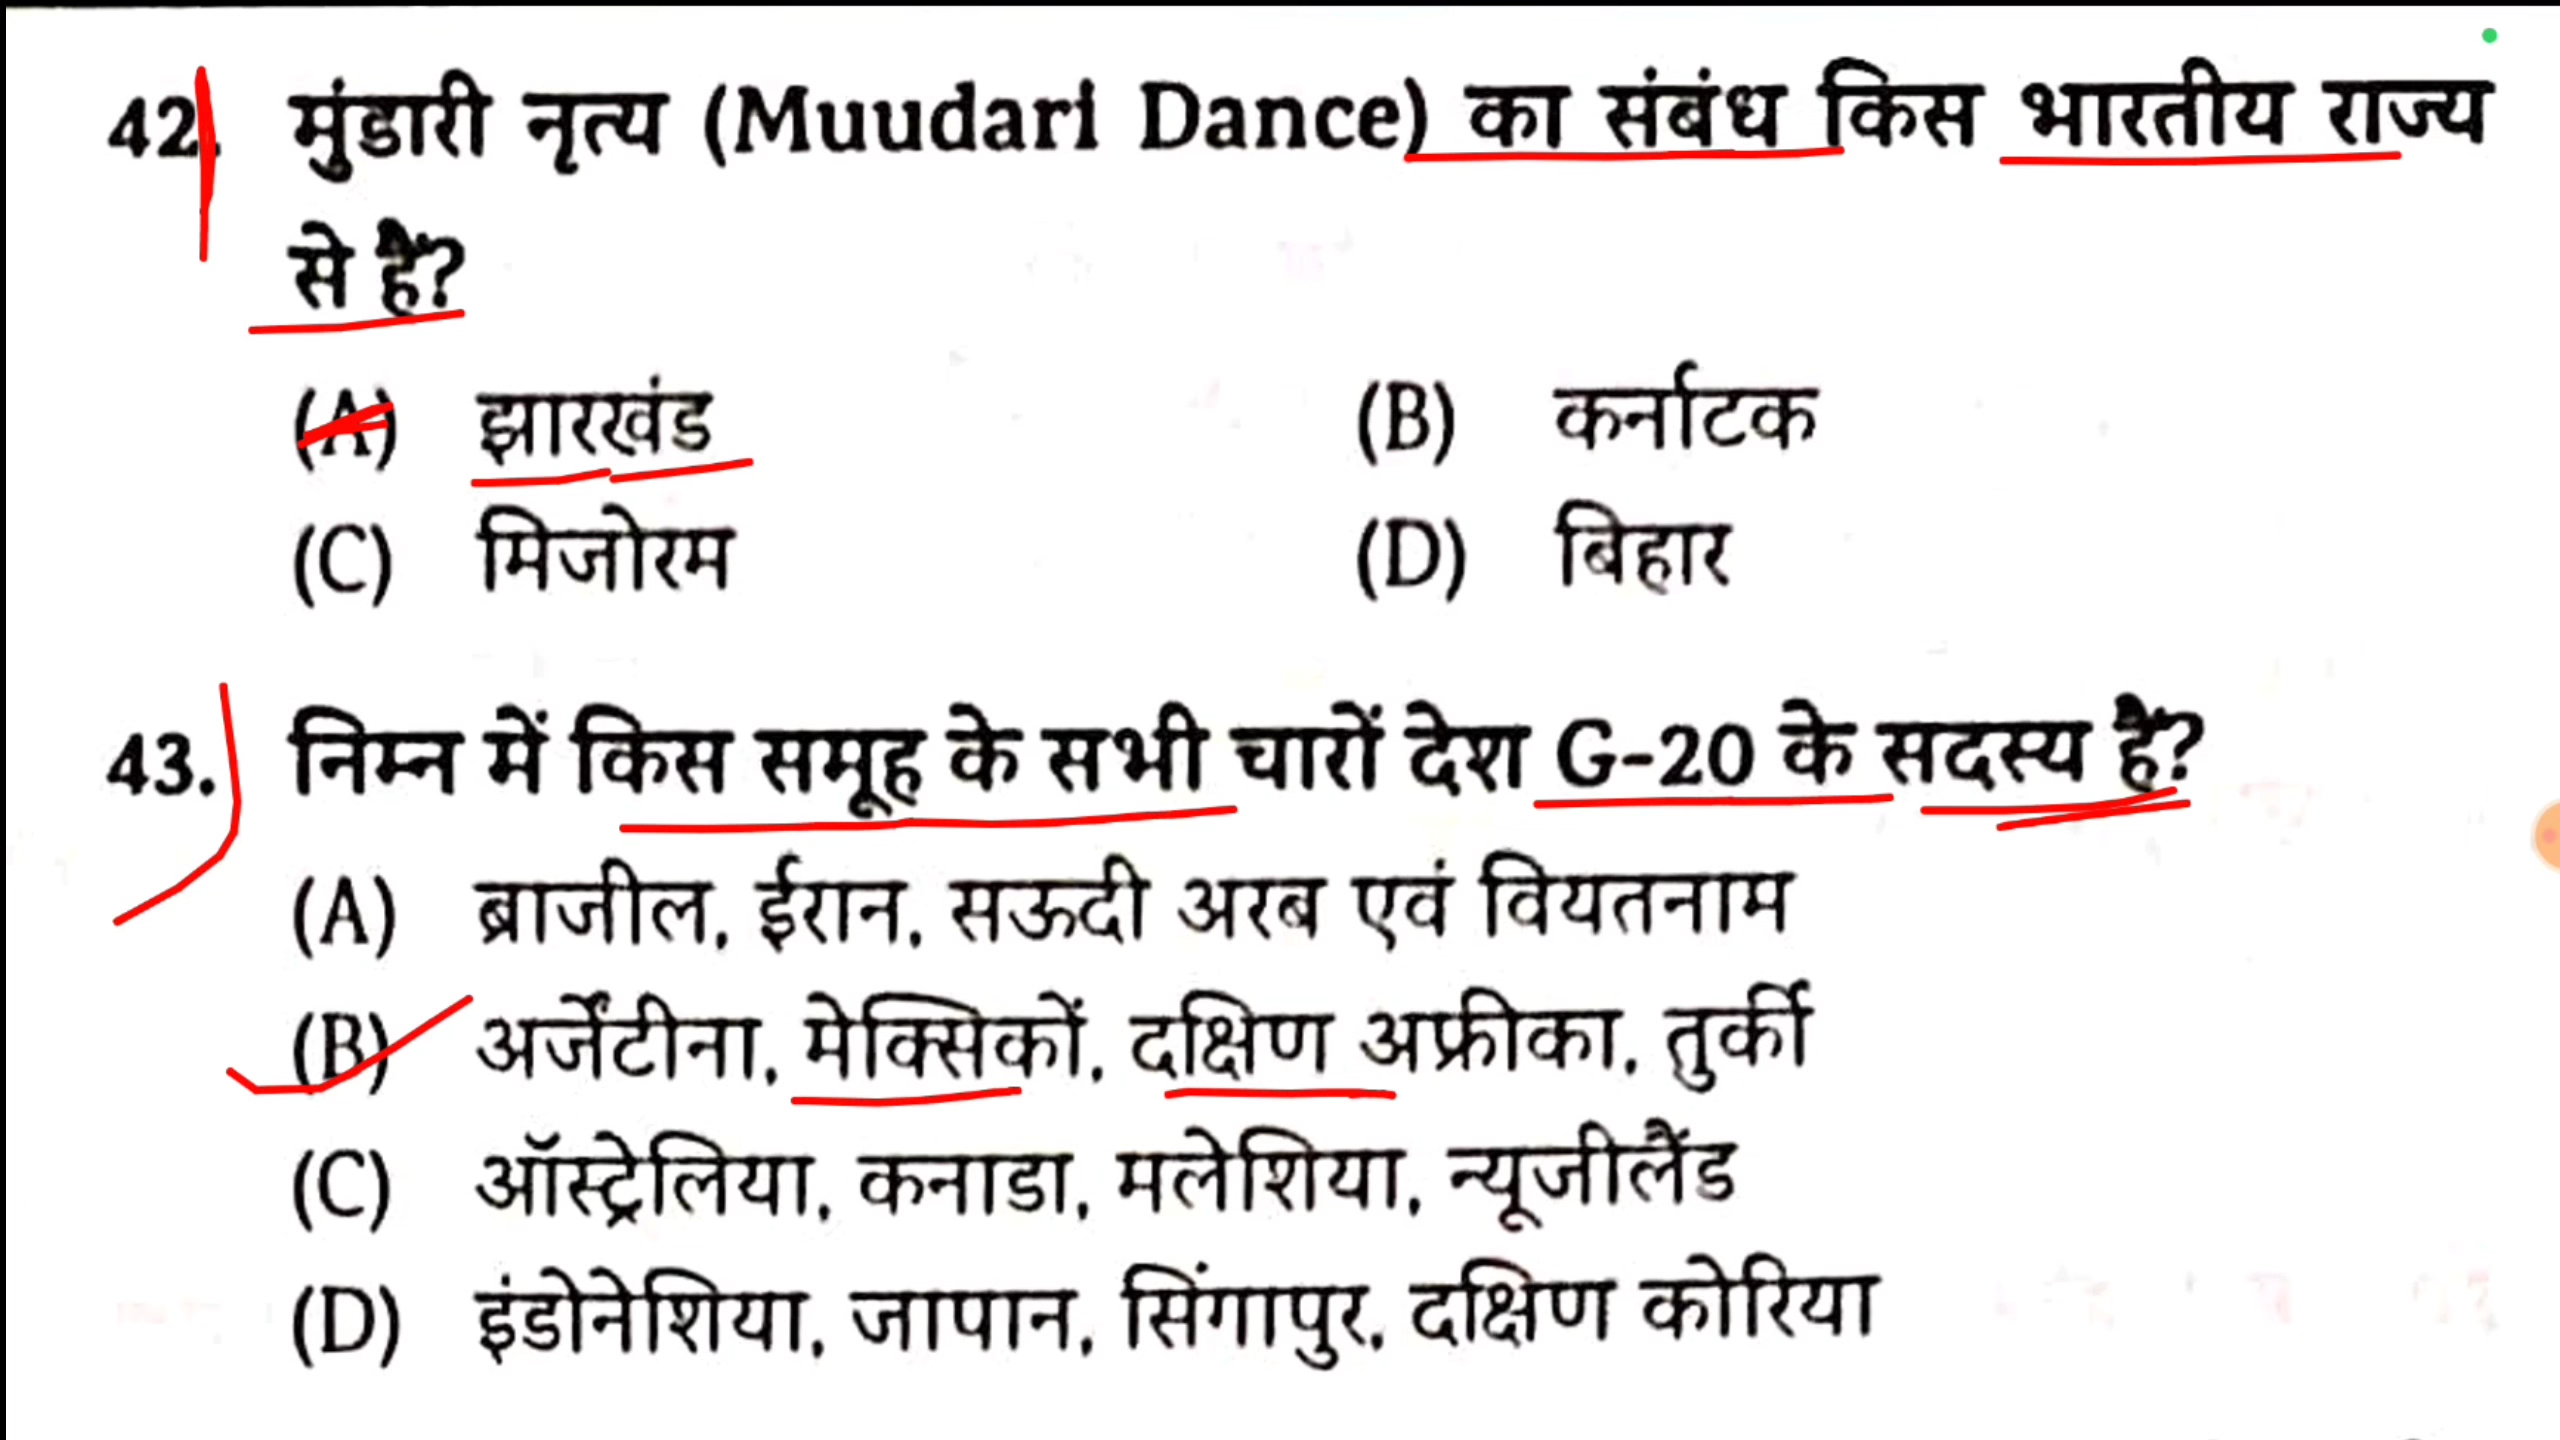 42. मुंडारी नृत्य (Muudari Dance) का संबंध किस भारतीय राज्य
से हैं?
(A) झारखंड (B) कर्नाटक
(C) मिजोरम (D) बिहार
43. निम्न में किस समूह के सभी चारों देश G-20 के सदस्य हैं?
(A) ब्राजील, ईरान, सऊदी अरब एवं वियतनाम
(B) अर्जेंटीना, मेक्सिकों, दक्षिण अफ्रीका, तुर्की
(C) ऑस्ट्रेलिया, कनाडा, मलेशिया, न्यूजीलैंड
(D) इंडोनेशिया, जापान, सिंगापुर, दक्षिण कोरिया